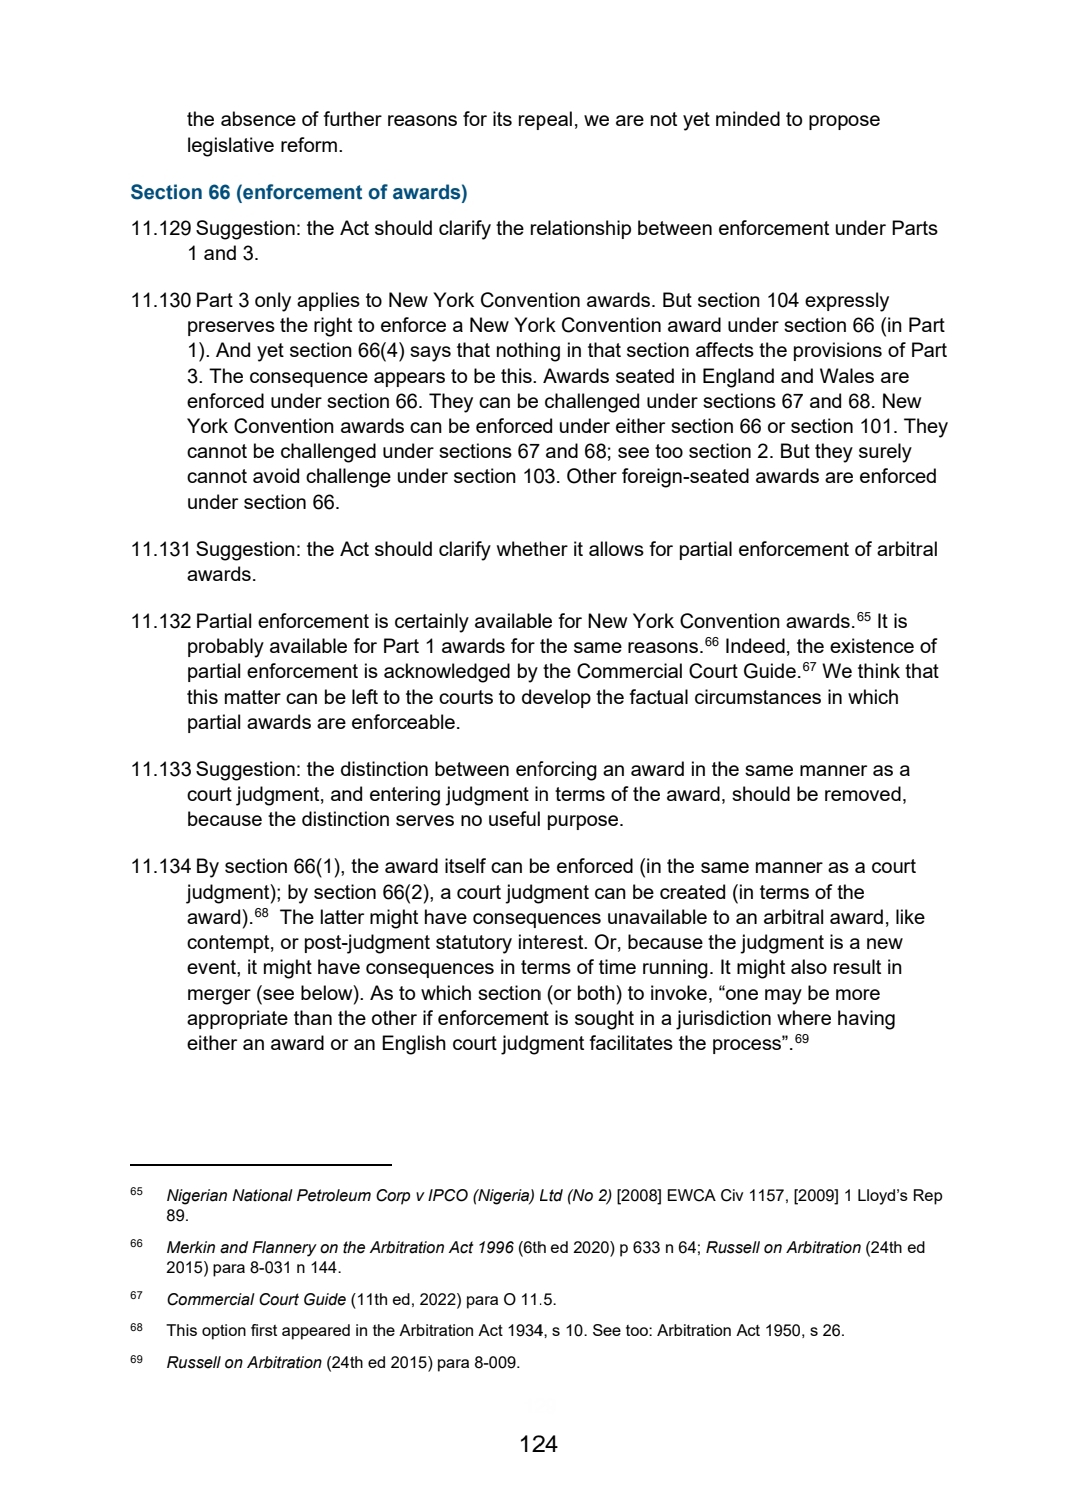 the absence of further reasons for its repeal, we are not yet minded to propose
legislative reform.
Section 66 (enforcement of awards)
11.129 Suggestion: the Act should clarify the relationship between enforcement under Parts
1 and 3.
11.130 Part 3 only applies to New York Convention awards. But section 104 expressly
preserves the right to enforce a New York Convention award under section 66 (in Part
1). And yet section 66(4) says that nothing in that section affects the provisions of Part
3. The consequence appears to be this. Awards seated in England and Wales are
enforced under section 66. They can be challenged under sections 67 and 68. New
York Convention awards can be enforced under either section 66 or section 101. They
cannot be challenged under sections 67 and 68; see too section 2. But they surely
cannot avoid challenge under section 103. Other foreign-seated awards are enforced
under section 66.
11.131 Suggestion: the Act should clarify whether it allows for partial enforcement of arbitral
awards.
11.132 Partial enforcement is certainly available for New York Convention awards.65 It is
probably available for Part 1 awards for the same reasons.66 Indeed, the existence of
partial enforcement is acknowledged by the Commercial Court Guide.67 We think that
this matter can be left to the courts to develop the factual circumstances in which
partial awards are enforceable.
11.133 Suggestion: the distinction between enforcing an award in the same manner as a
court judgment, and entering judgment in terms of the award, should be removed,
because the distinction serves no useful purpose.
11.134 By section 66(1), the award itself can be enforced (in the same manner as a court
judgment); by section 66(2), a court judgment can be created (in terms of the
award).68 The latter might have consequences unavailable to an arbitral award, like
contempt, or post-judgment statutory interest. Or, because the judgment is a new
event, it might have consequences in terms of time running. It might also result in
merger (see below). As to which section (or both) to invoke, “one may be more
appropriate than the other if enforcement is sought in a jurisdiction where having
either an award or an English court judgment facilitates the process”.69
65 Nigerian National Petroleum Corp v IPCO (Nigeria) Ltd (No 2) [2008] EWCA Civ 1157, [2009] 1 Lloyd’s Rep
89.
66 Merkin and Flannery on the Arbitration Act 1996 (6th ed 2020) p 633 n 64; Russell on Arbitration (24th ed
2015) para 8-031 n 144.
67 Commercial Court Guide (11th ed, 2022) para O 11.5.
68 This option first appeared in the Arbitration Act 1934, s 10. See too: Arbitration Act 1950, s 26.
69 Russell on Arbitration (24th ed 2015) para 8-009.
124